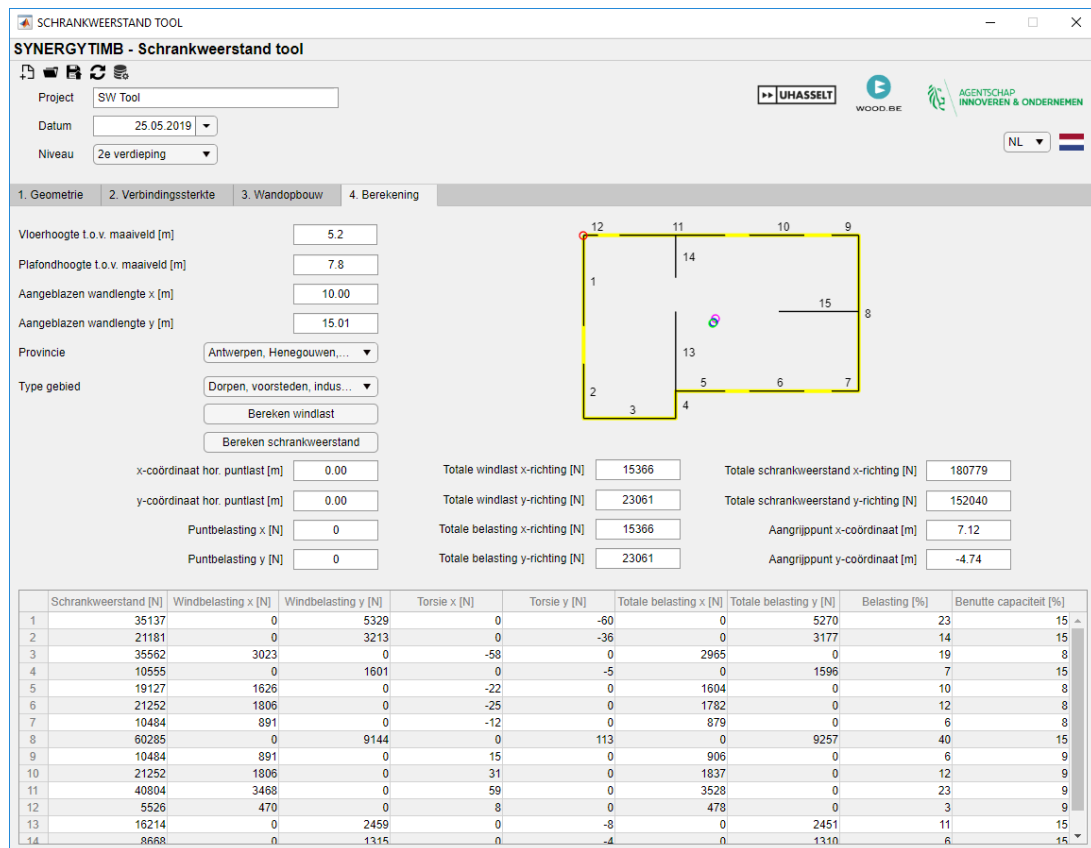 SCHRANKWEERSTAND TOOL
SYNERGYTIMB - Schrankweerstand tool
Project SW Tool
Datum 25.05.2019
Niveau 2e verdieping
UHASSELT
WOOD.BE
AGENTSCHAP
INNOVEREN & ONDERNEMEN
NL
1. Geometrie 2. Verbindingssterkte 3. Wandopbouw 4. Berekening
Vloerhoogte t.o.v. maaiveld [m] 5.2
Plafondhoogte t.o.v. maaiveld [m] 7.8
Aangeblazen wandlengte x [m] 10.00
Aangeblazen wandlengte y [m] 15.01
Provincie Antwerpen, Henegouwen,...
Type gebied Dorpen, voorsteden, indus...
Bereken windlast
Bereken schrankweerstand
12 11 10 9
14
1
15
8
13
5 6 7
2
3
4
x-coördinaat hor. puntlast [m] 0.00 Totale windlast x-richting [N] 15366 Totale schrankweerstand x-richting [N] 180779
y-coördinaat hor. puntlast [m] 0.00 Totale windlast y-richting [N] 23061 Totale schrankweerstand y-richting [N] 152040
Puntbelasting x [N] 0 Totale belasting x-richting [N] 15366 Aangrijppunt x-coördinaat [m] 7.12
Puntbelasting y [N] 0 Totale belasting y-richting [N] 23061 Aangrijppunt y-coördinaat [m] -4.74
Schrankweerstand [N] Windbelasting x [N] Windbelasting y [N] Torsie x [N] Torsie y [N] Totale belasting x [N] Totale belasting y [N] Belasting [%] Benutte capaciteit [%]
1 35137 0 5329 0 -60 0 5270 23 15
2 21181 0 3213 0 -36 0 3177 14 15
3 35562 3023 0 -58 0 2965 0 19 8
4 10555 0 1601 0 -5 0 1596 7 15
5 19127 1626 0 -22 0 1604 0 10 8
6 21252 1806 0 -25 0 1782 0 12 8
7 10484 891 0 -12 0 879 0 6 8
8 60285 0 9144 0 113 0 9257 40 15
9 10484 891 0 15 0 906 0 6 9
10 21252 1806 0 31 0 1837 0 12 9
11 40804 3468 0 59 0 3528 0 23 9
12 5526 470 0 8 0 478 0 3 9
13 16214 0 2459 0 -8 0 2451 11 15
14 8668 0 1315 0 -4 0 1310 6 15